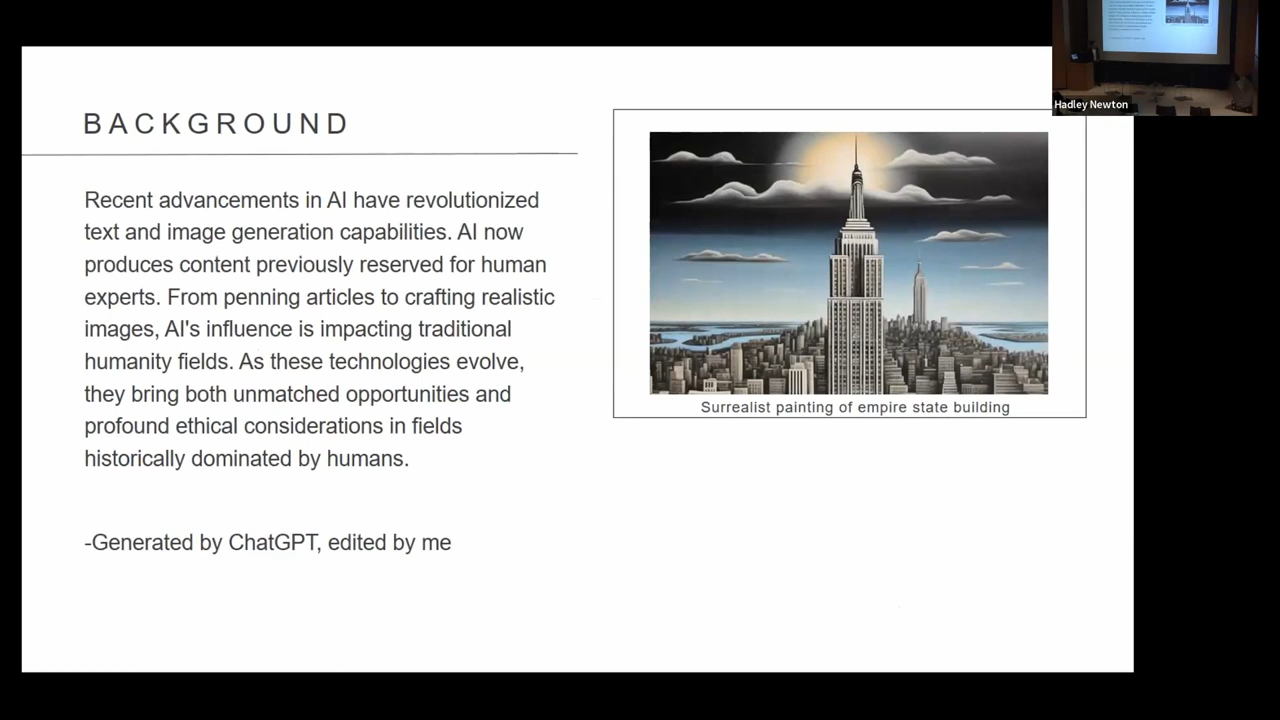 Hadley Newton
BACKGROUND
Recent advancements in AI have revolutionized
text and image generation capabilities. AI now
produces content previously reserved for human
experts. From penning articles to crafting realistic
images, AI's influence is impacting traditional
humanity fields. As these technologies evolve,
they bring both unmatched opportunities and
profound ethical considerations in fields
historically dominated by humans.
-Generated by ChatGPT, edited by me
Surrealist painting of empire state building